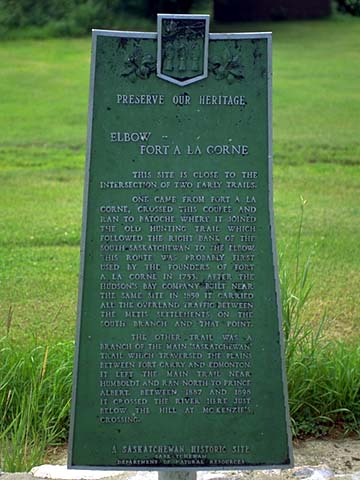 PRESERVE OUR HERITAGE
ELBOW -
FORT A LA CORNE
THIS SITE IS CLOSE TO THE
INTERSECTION OF TWO EARLY TRAILS.
ONE CAME FROM FORT A LA
CORNE, CROSSED THIS COULEE AND
RAN TO BATOCHE WHERE IT JOINED
THE OLD HUNTING TRAIL WHICH
FOLLOWED THE RIGHT BANK OF THE
SOUTH SASKATCHEWAN TO THE ELBOW.
THIS ROUTE WAS PROBABLY FIRST
USED BY THE FOUNDERS OF FORT
A LA CORNE IN 1753. AFTER THE
HUDSON'S BAY COMPANY BUILT NEAR
THE SAME SITE IN 1850 IT CARRIED
ALL THE OVERLAND TRAFFIC BETWEEN
THE METIS SETTLEMENTS ON THE
SOUTH BRANCH AND THAT POINT.
THE OTHER TRAIL WAS A
BRANCH OF THE MAIN SASKATCHEWAN
TRAIL WHICH TRAVERSED THE PLAINS
BETWEEN FORT GARRY AND EDMONTON.
IT LEFT THE MAIN TRAIL NEAR
HUMBOLDT AND RAN NORTH TO PRINCE
ALBERT. BETWEEN 1887 AND 1898
IT CROSSED THE RIVER HERE JUST
BELOW THE HILL AT MCKENZIE'S
CROSSING.
A SASKATCHEWAN HISTORIC SITE
SASKATCHEWAN
DEPARTMENT OF NATURAL RESOURCES